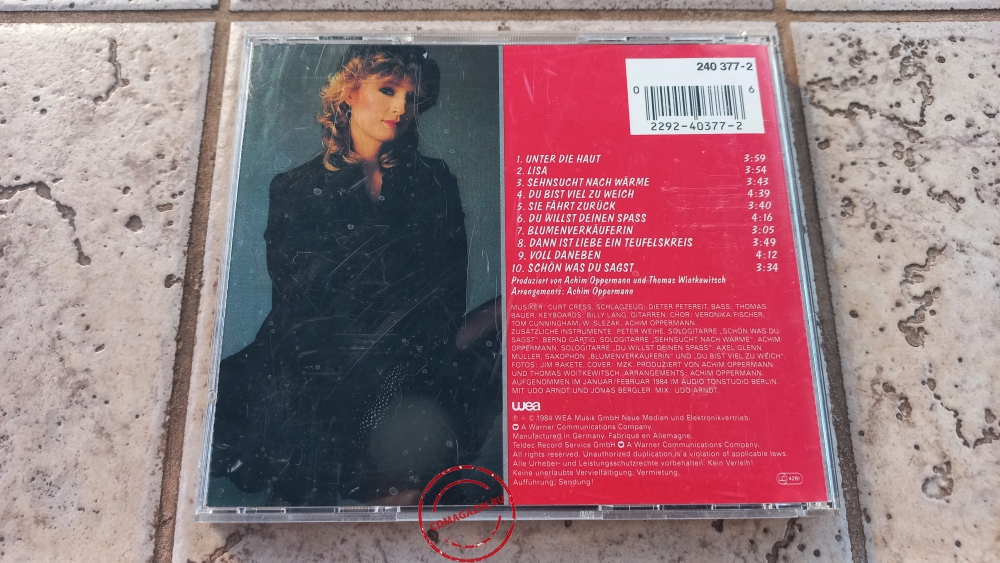 240 377-2
0 6
2292-40377-2
1. UNTER DIE HAUT 3:59
2. LISA 3:54
3. SEHNSUCHT NACH WÄRME 3:43
4. DU BIST VIEL ZU WEICH 4:39
5. SIE FÄHRT ZURÜCK 3:40
6. DU WILLST DEINEN SPASS 4:16
7. BLUMENVERKÄUFERIN 3:05
8. DANN IST LIEBE EIN TEUFELSKREIS 3:49
9. VOLL DANEBEN 4:12
10. SCHÖN WAS DU SAGST 3:34
Produziert von Achim Oppermann und Thomas Wiotkewitsch
Arrangements: Achim Oppermann
MUSIKER: CURT CRESS, SCHLAGZEUG; DIETER PETEREIT, BASS; THOMAS
BAUER, KEYBOARDS; BILLY LANG, GITARREN; CHOR: VERONIKA FISCHER,
TOM CUNNINGHAM, W. SLEZAK, ACHIM OPPERMANN.
ZUSÄTZLICHE INSTRUMENTE: PETER WEIHE, SOLOGITARRE „SCHÖN WAS DU
SAGST". BERND GÄRTIG, SOLOGITARRE „SEHNSUCHT NACH WÄRME". ACHIM
OPPERMANN, SOLOGITARRE „DU WILLST DEINEN SPASS". AXEL GLENN
MÜLLER, SAXOPHON „BLUMENVERKÄUFERIN" UND „DU BIST VIEL ZU WEICH"
FOTOS: JIM RAKETE, COVER: MZK. PRODUZIERT VON ACHIM OPPERMANN,
UND THOMAS WOITKEWITSCH, ARRANGEMENTS: ACHIM OPPERMANN,
AUFGENOMMEN IM JANUAR/FEBRUAR 1984 IM AUDIO TONSTUDIO BERLIN,
MIT UDO ARNDT UND JONAS BERGLER. MIX: UDO ARNDT.
wea
℗ + © 1984 WEA Musik GmbH Neue Medien und Elektronikvertrieb.
A Warner Communications Company.
Manufactured in Germany. Fabriqué en Allemagne.
Teldec Record Service GmbH A Warner Communications Company.
All rights reserved. Unauthorized duplication is a violation of applicable laws.
Alle Urheber- und Leistungsschutzrechte vorbehalten. Kein Verleih!
Keine unerlaubte Vervielfältigung, Vermietung,
Aufführung, Sendung!
LC 4281
CDMAGAZIN.EU